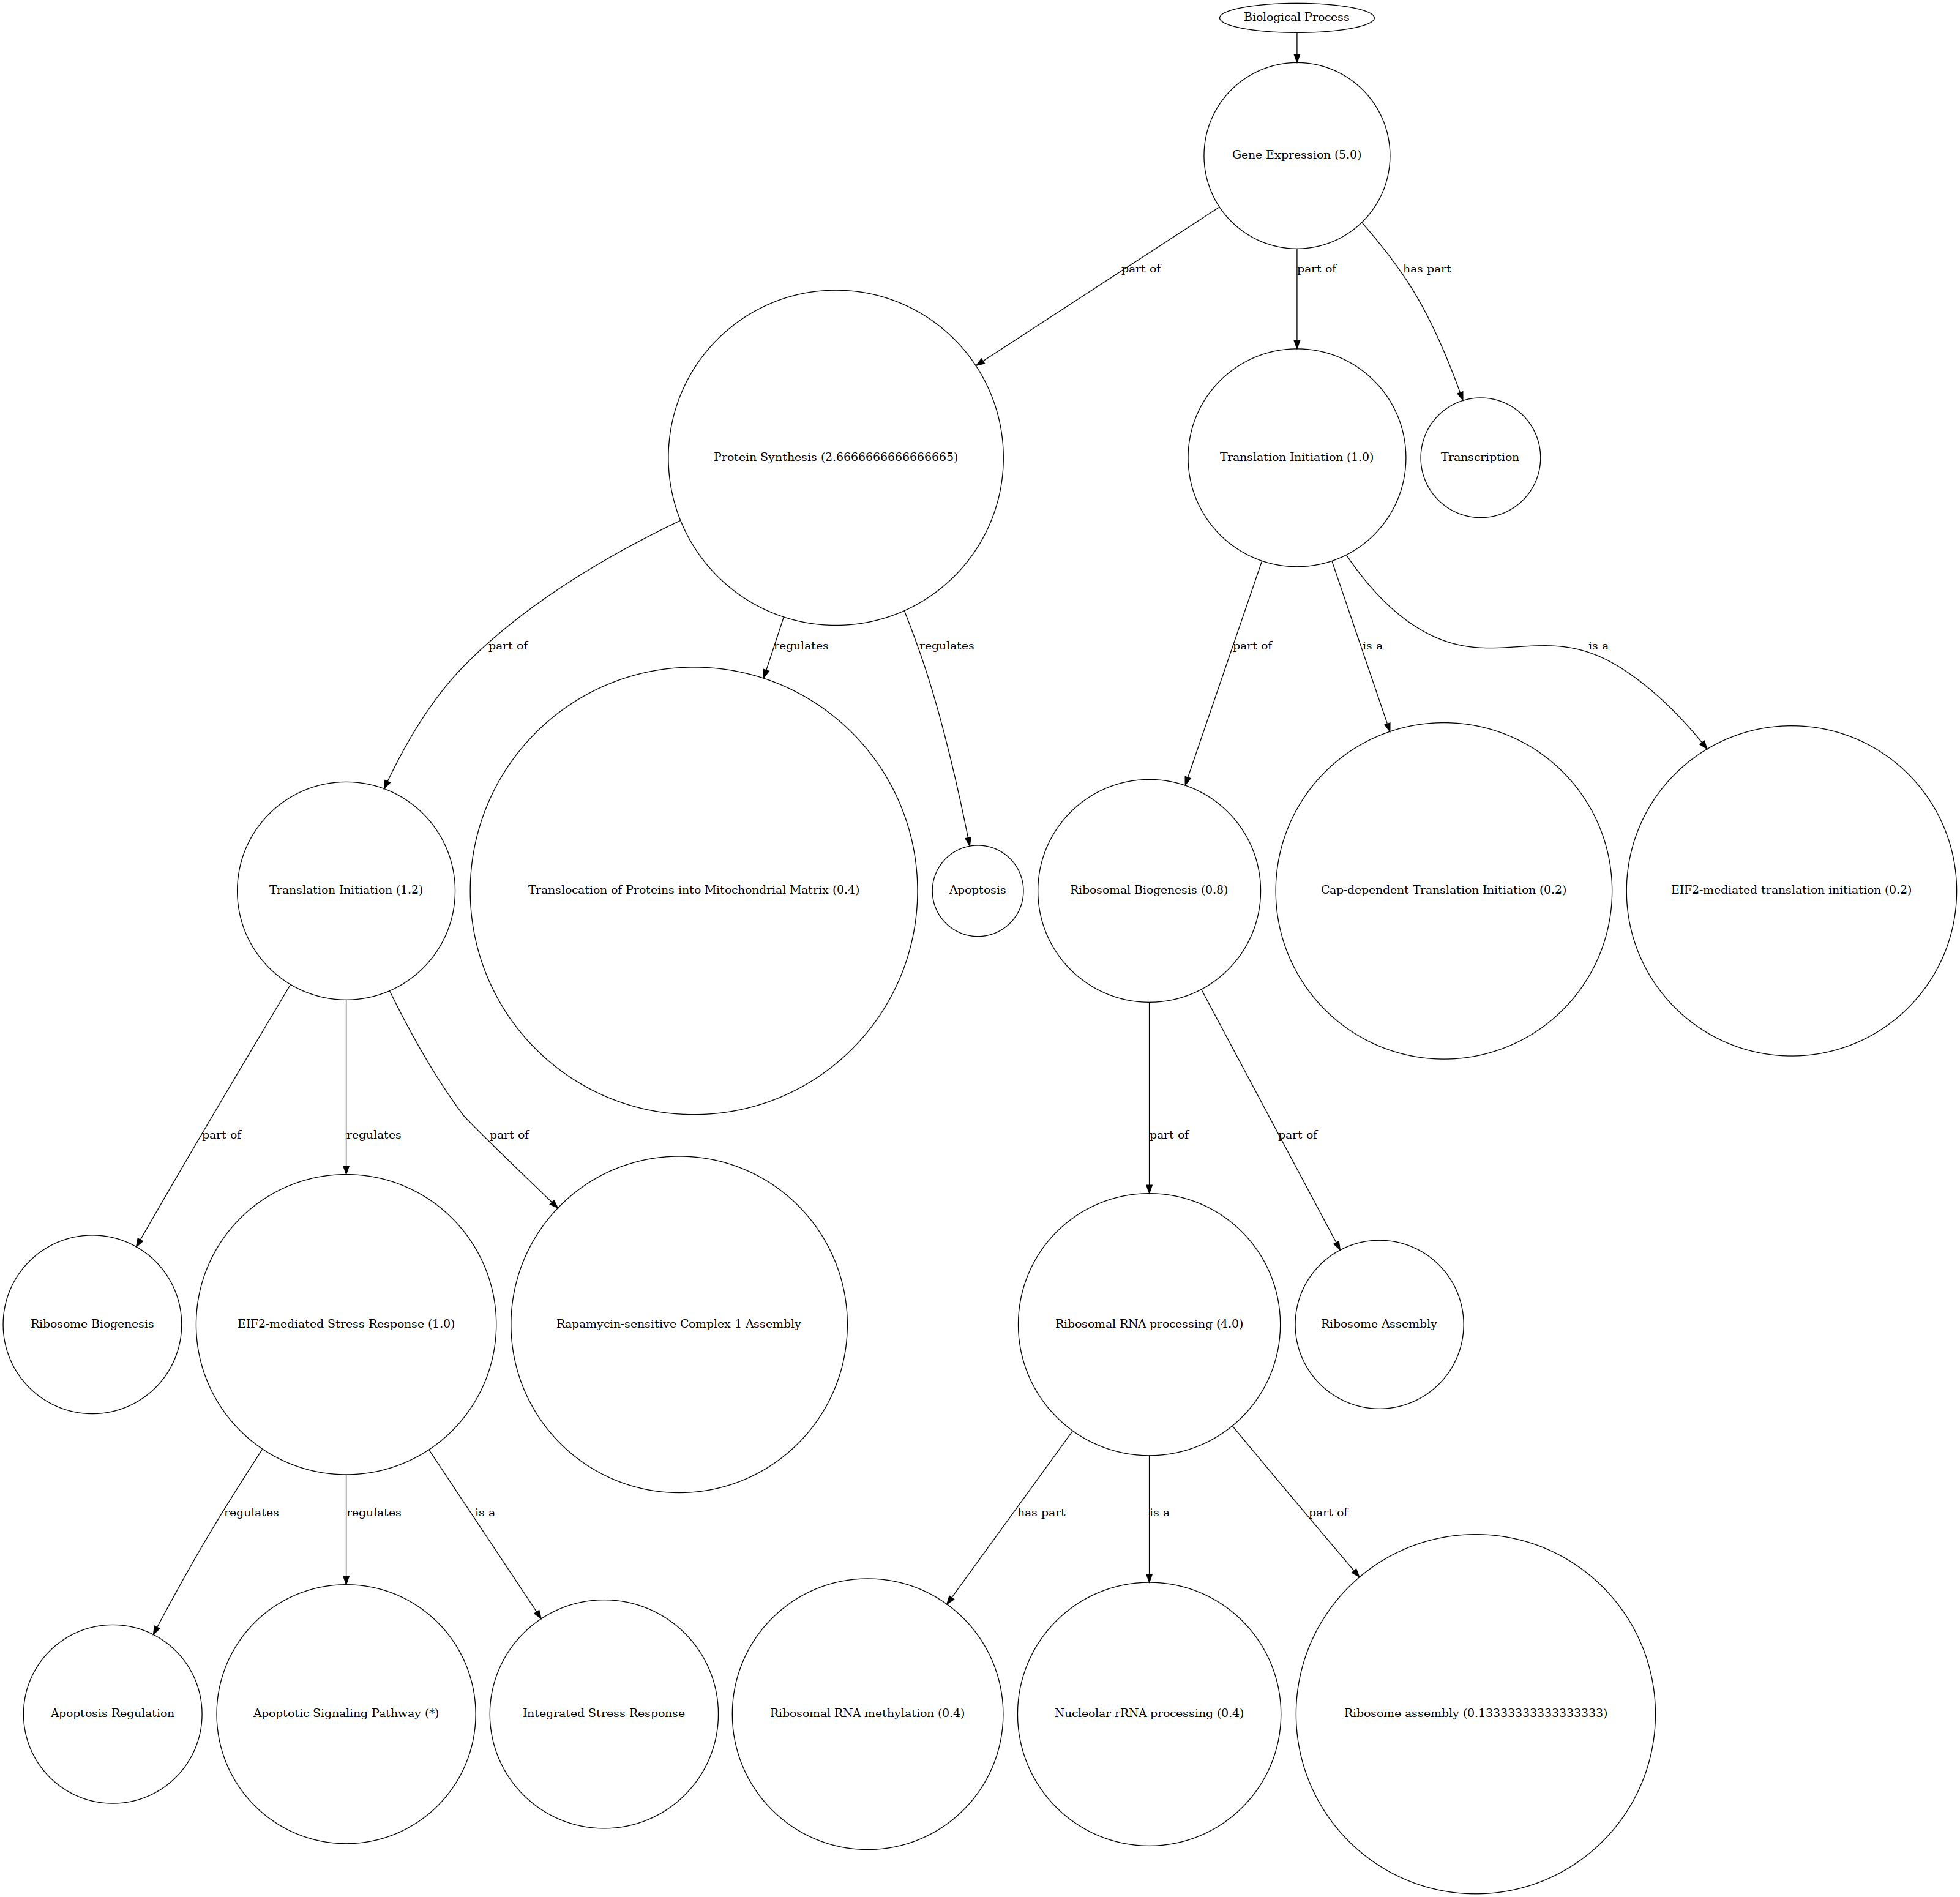 Biological Process
Gene Expression (5.0)
part of
part of
has part
Protein Synthesis (2.6666666666666665)
Translation Initiation (1.0)
Transcription
part of
regulates
regulates
part of
is a
is a
Translation Initiation (1.2)
Translocation of Proteins into Mitochondrial Matrix (0.4)
Apoptosis
Ribosomal Biogenesis (0.8)
Cap-dependent Translation Initiation (0.2)
EIF2-mediated translation initiation (0.2)
part of
regulates
part of
part of
part of
Ribosome Biogenesis
EIF2-mediated Stress Response (1.0)
Rapamycin-sensitive Complex 1 Assembly
Ribosomal RNA processing (4.0)
Ribosome Assembly
regulates
regulates
is a
has part
is a
part of
Apoptosis Regulation
Apoptotic Signaling Pathway (*)
Integrated Stress Response
Ribosomal RNA methylation (0.4)
Nucleolar rRNA processing (0.4)
Ribosome assembly (0.13333333333333333)